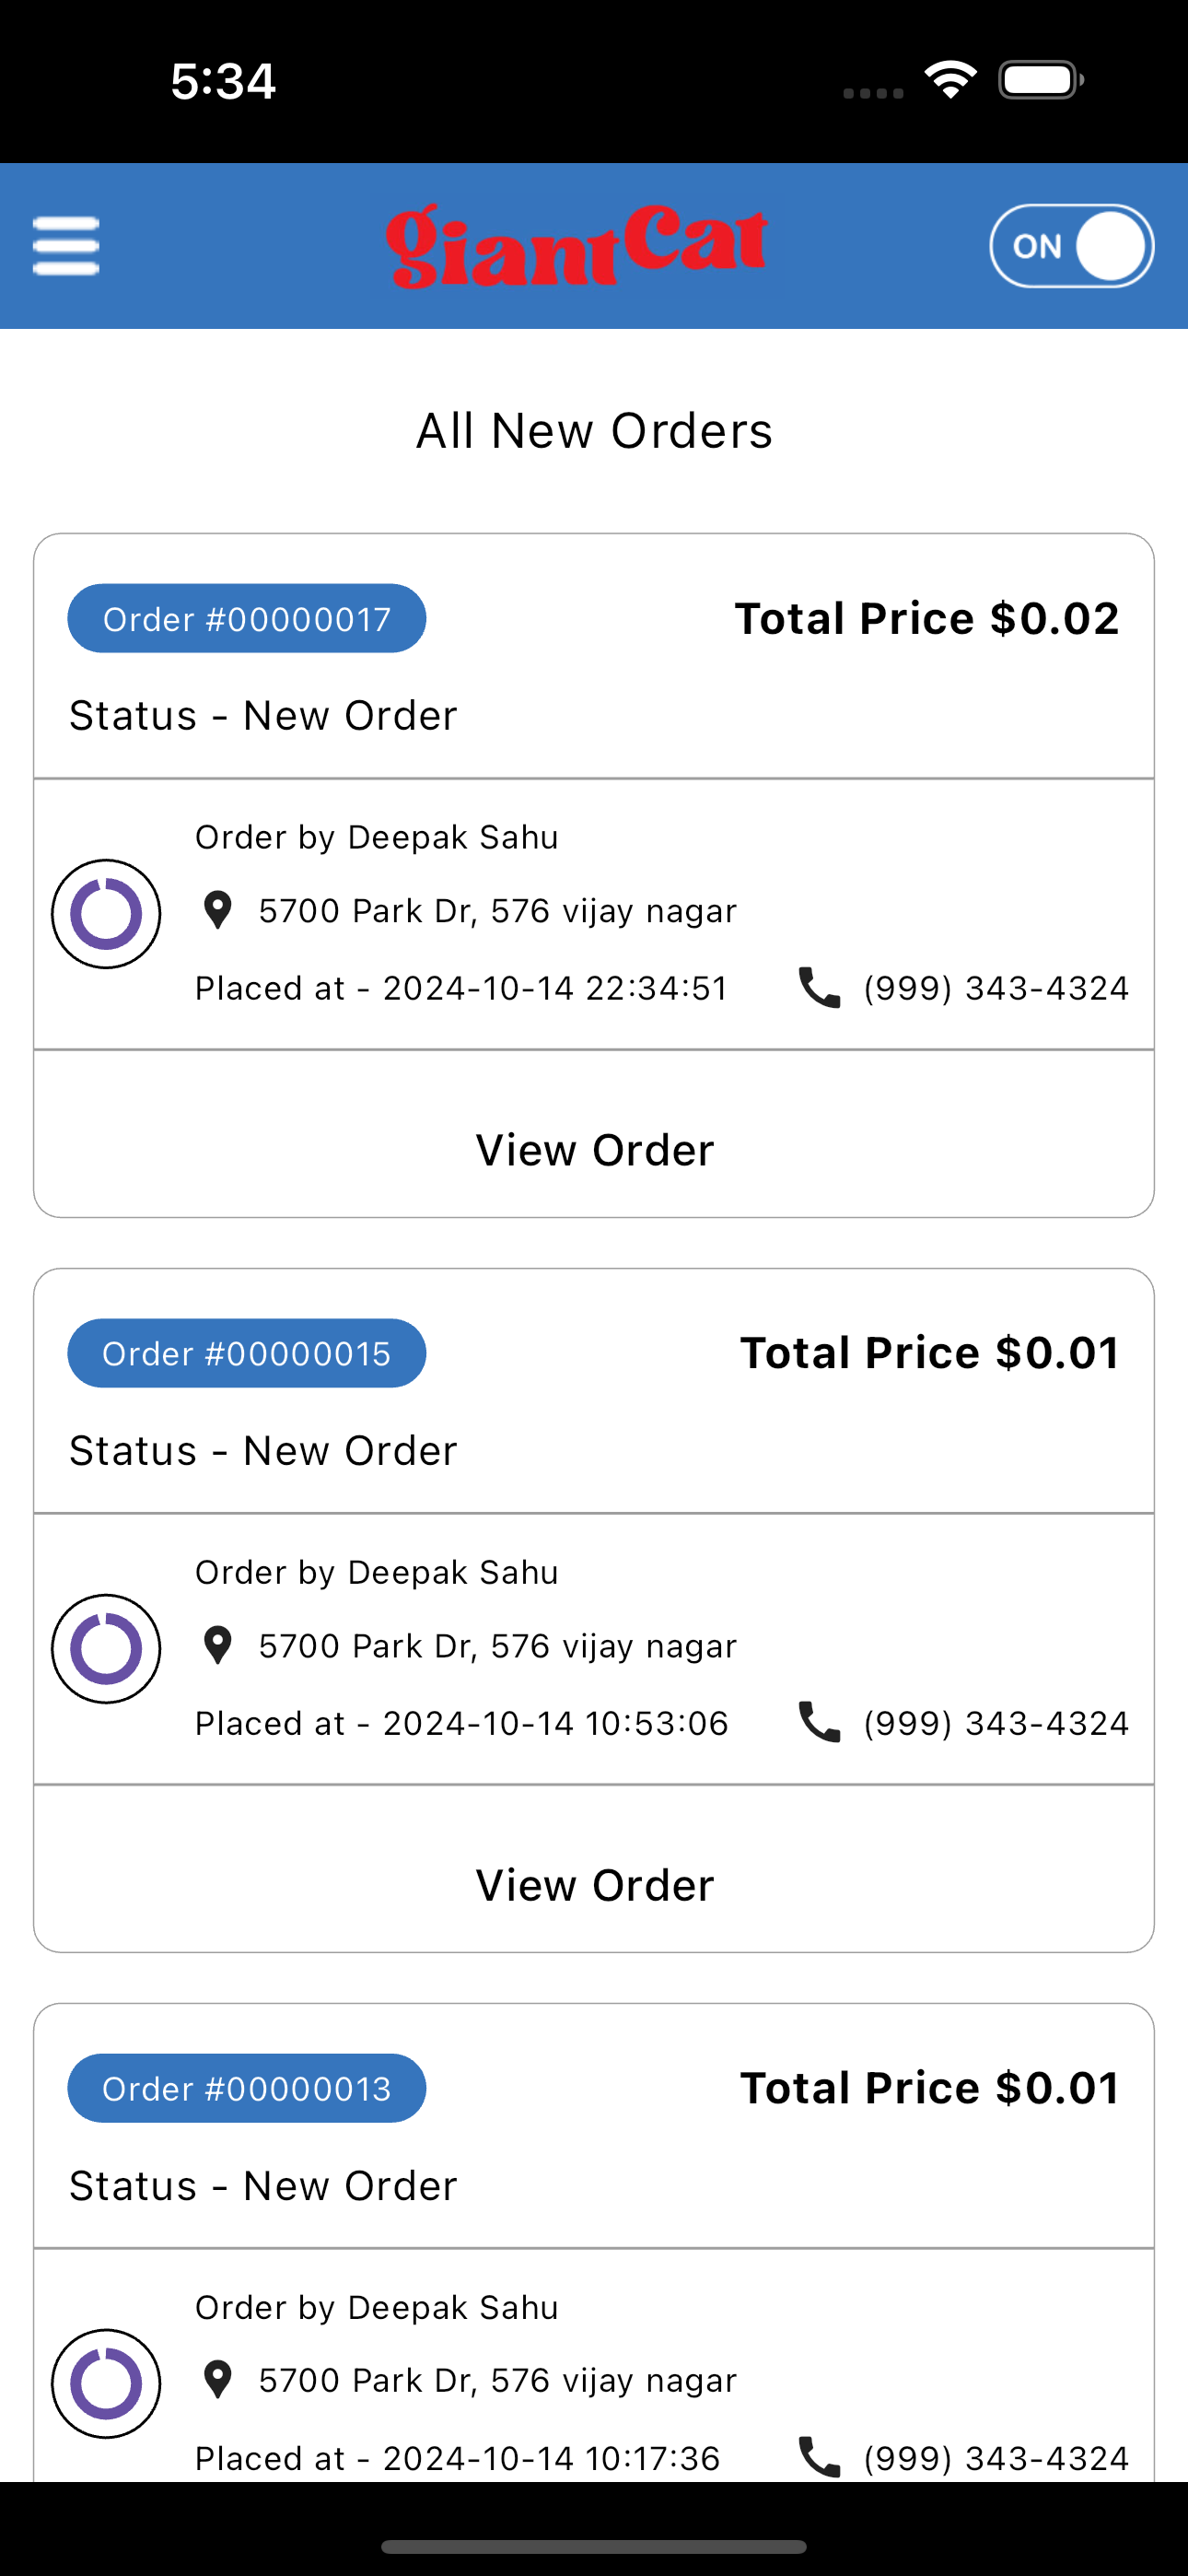 5:34
giantCat
ON
All New Orders
Order #00000017
Total Price $0.02
Status - New Order
Order by Deepak Sahu
5700 Park Dr, 576 vijay nagar
Placed at - 2024-10-14 22:34:51
(999) 343-4324
View Order
Order #00000015
Total Price $0.01
Status - New Order
Order by Deepak Sahu
5700 Park Dr, 576 vijay nagar
Placed at - 2024-10-14 10:53:06
(999) 343-4324
View Order
Order #00000013
Total Price $0.01
Status - New Order
Order by Deepak Sahu
5700 Park Dr, 576 vijay nagar
Placed at - 2024-10-14 10:17:36
(999) 343-4324